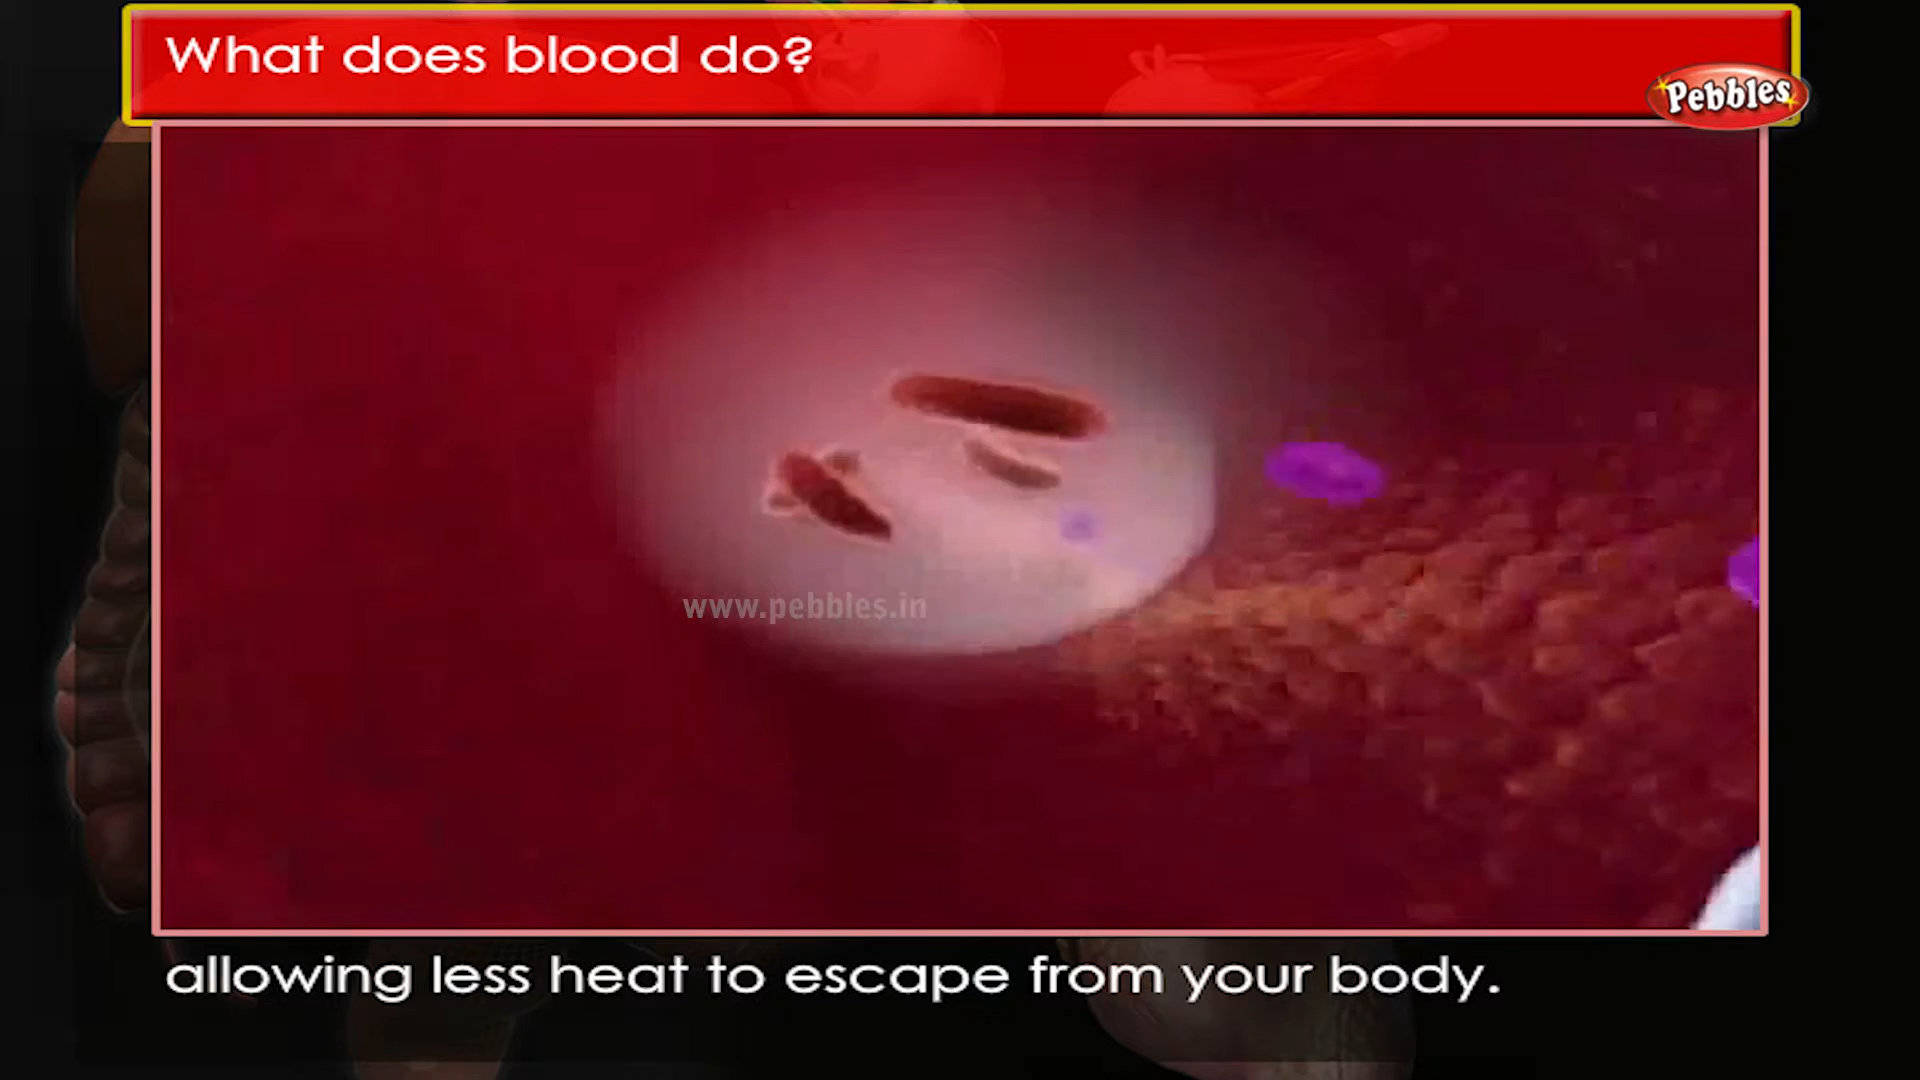 What does blood do?
Pebbles
www.pebbles.in
allowing less heat to escape from your body.